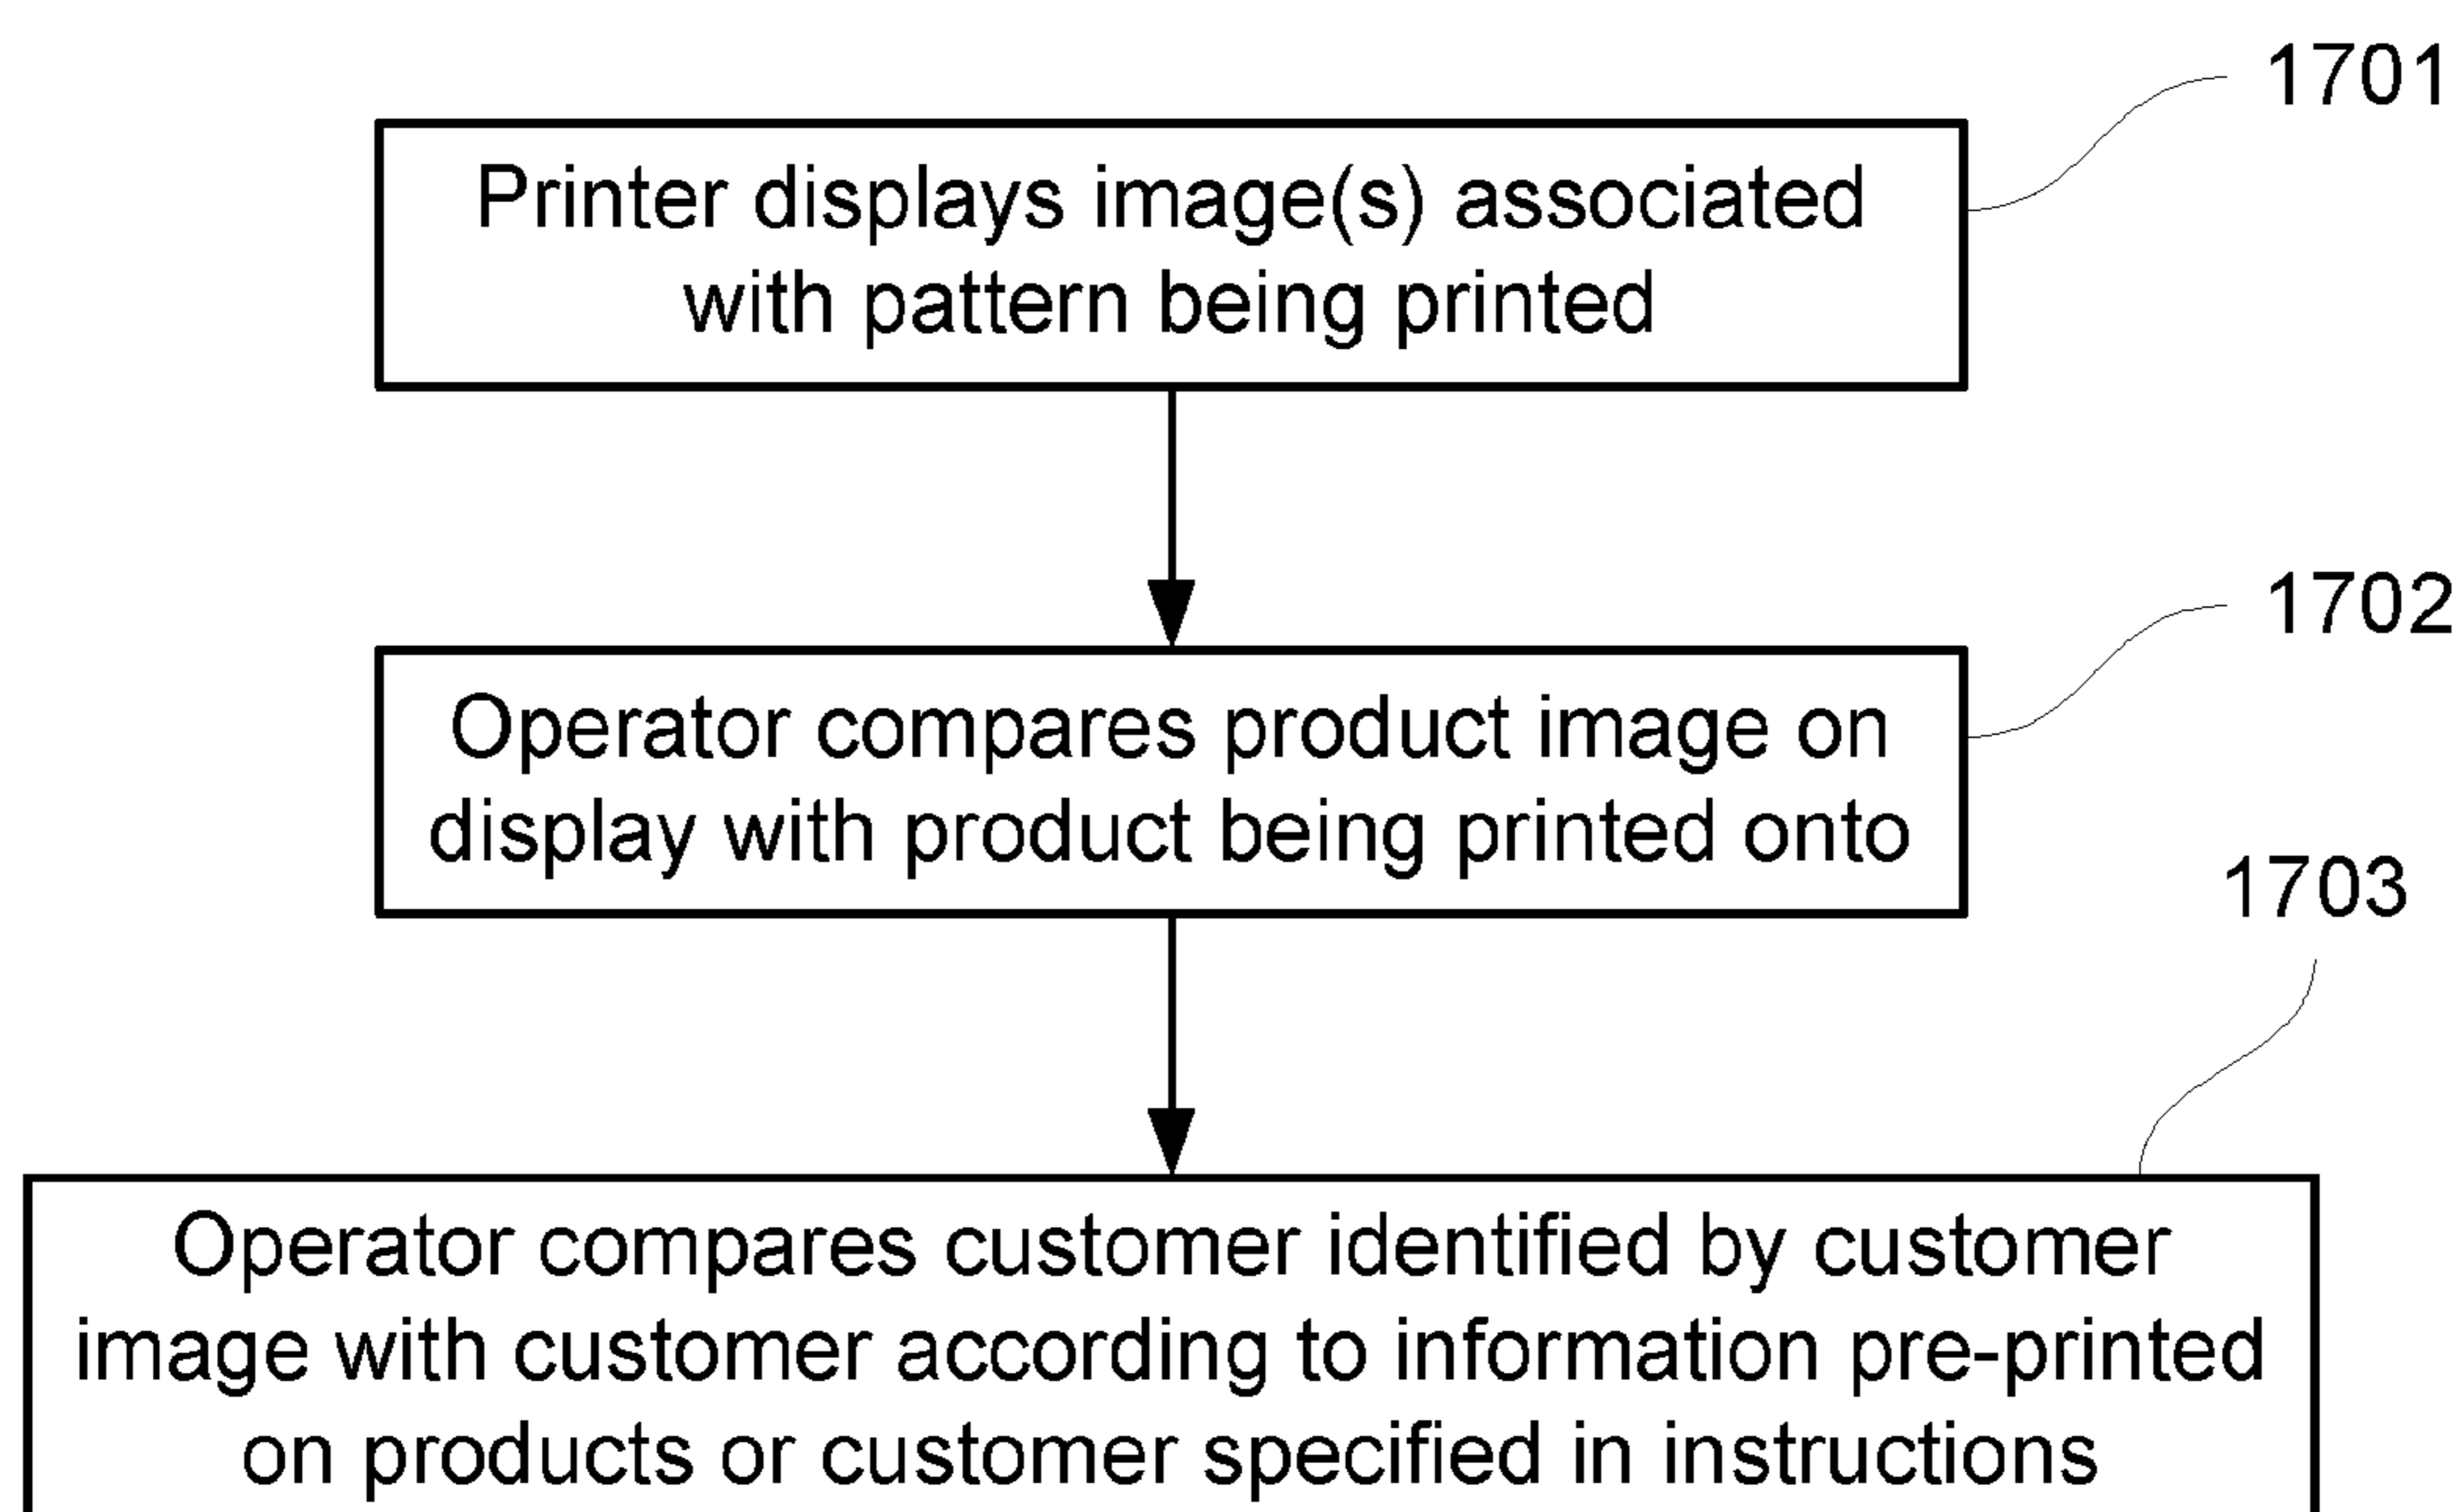 1701
Printer displays image(s) associated
with pattern being printed
1702
Operator compares product image on
display with product being printed onto
1703
Operator compares customer identified by customer
image with customer according to information pre-printed
on products or customer specified in instructions